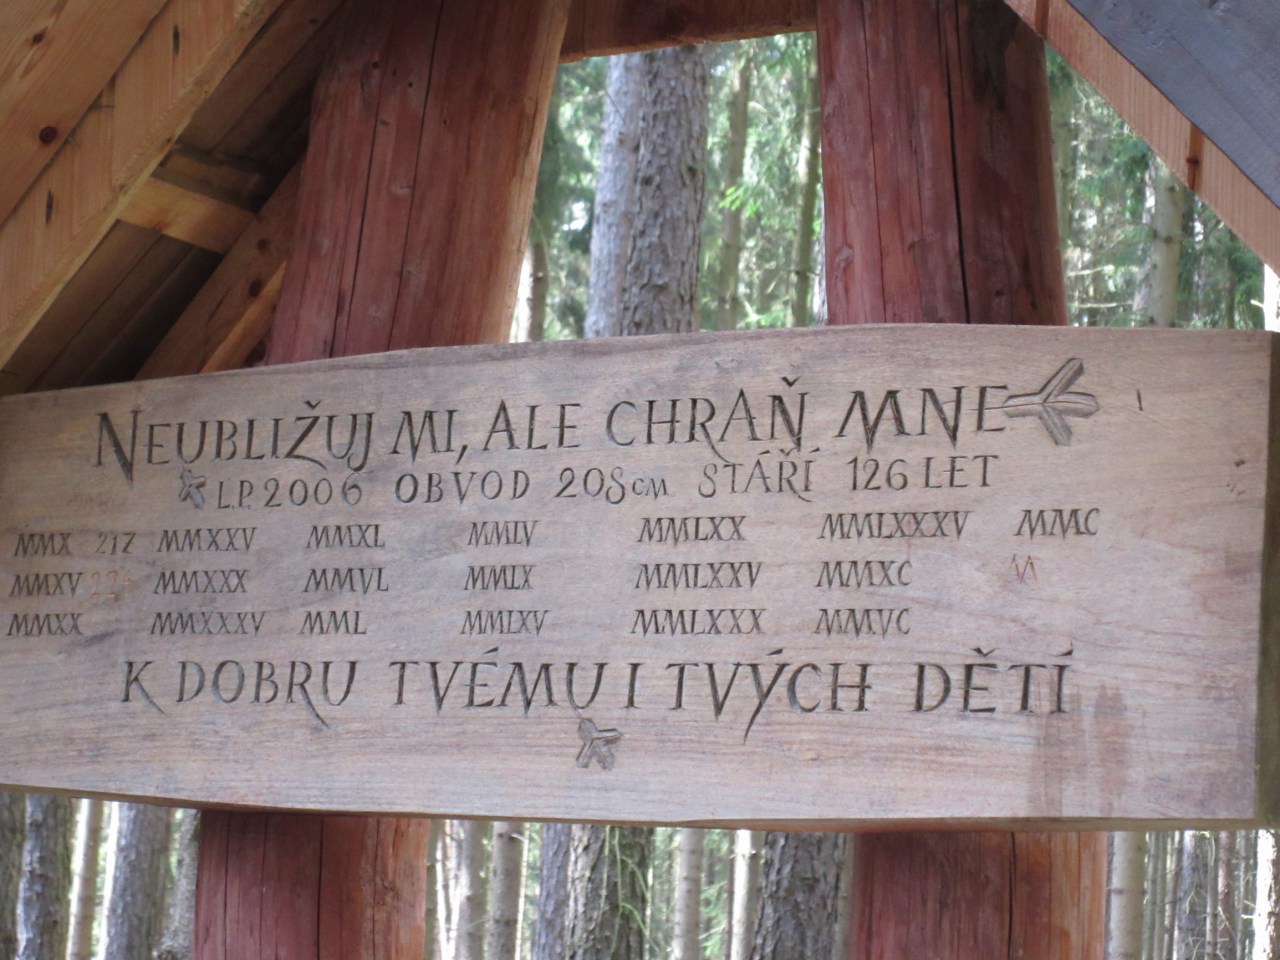 NEUBLIŽUJ MI, ALE CHRAŇ MNE
L.P. 2006 OBVOD 208 CM STÁŘÍ 126 LET
MMX 217 MMXXV MMXL MMLV MMLXX MMLXXXV MMC
MMXV MMXXX MMVL MMLX MMLXXV MMXC
MMXX MMXXXV MML MMLXV MMLXXX MMVC
K DOBRU TVÉMU I TVÝCH DĚTÍ